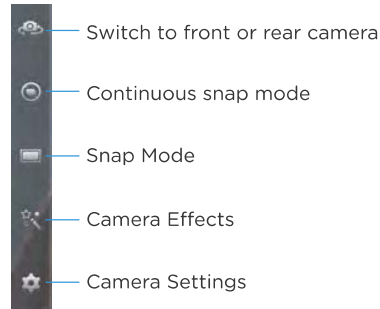 Switch to front or rear camera
Continuous snap mode
Snap Mode
Camera Effects
Camera Settings